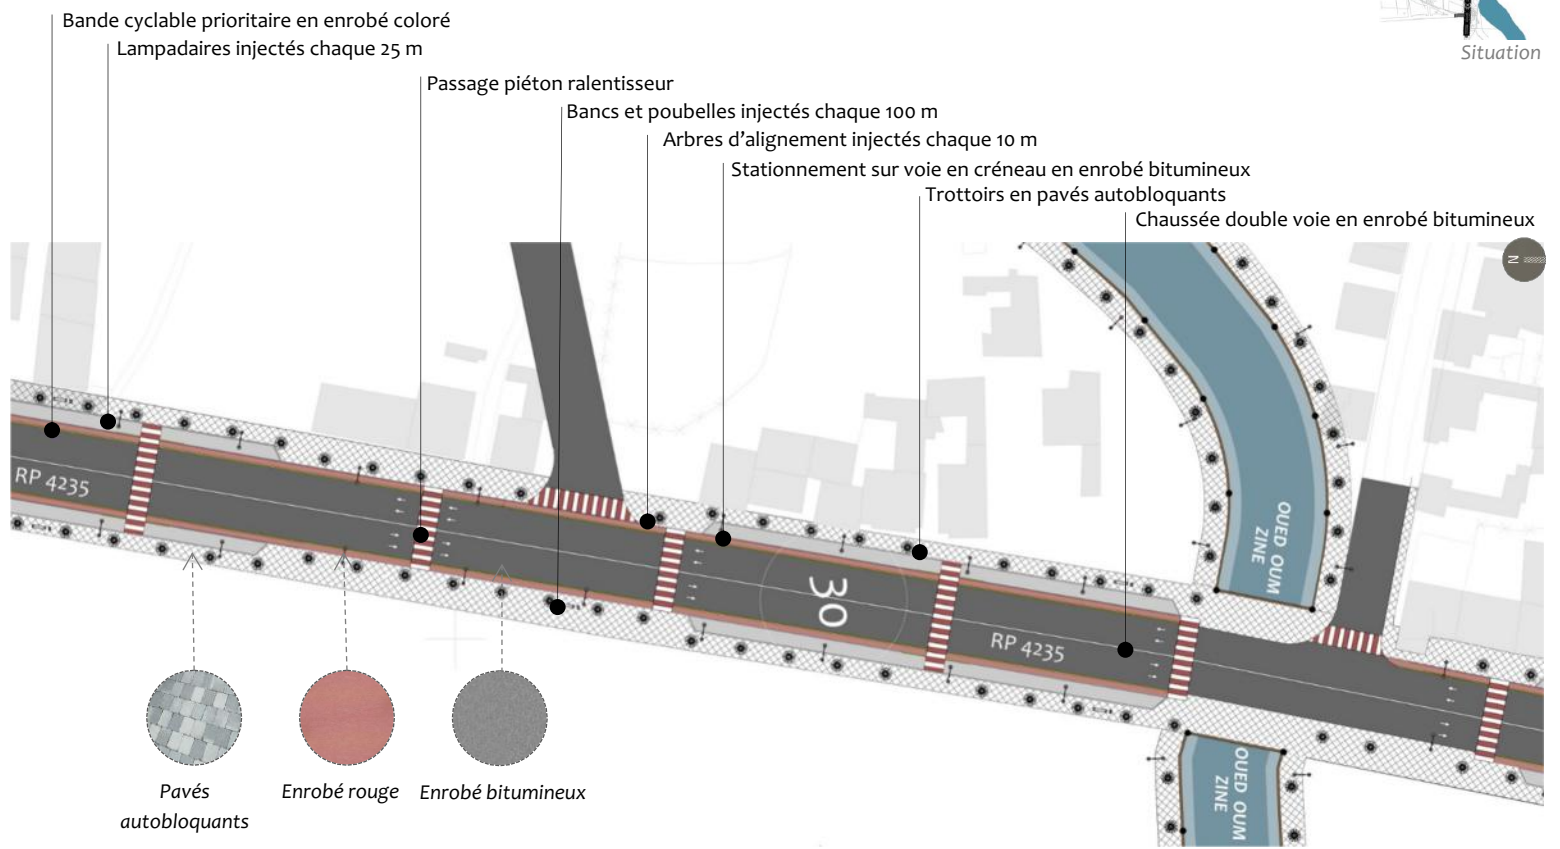 Bande cyclable prioritaire en enrobé coloré
Lampadaires injectés chaque 25 m
Situation
Passage piéton ralentisseur
Bancs et poubelles injectés chaque 100 m
Arbres d'alignement injectés chaque 10 m
Stationnement sur voie en créneau en enrobé bitumineux
Trottoirs en pavés autobloquants
Chaussée double voie en enrobé bitumineux
N
RP 4235
OUED OUM
ZINE
30
RP 4235
OUED OUM
ZINE
Pavés
autobloquants
Enrobé rouge
Enrobé bitumineux